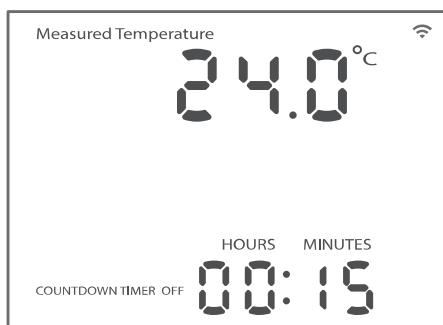 Measured Temperature
24.0°C
HOURS MINUTES
COUNTDOWN TIMER OFF 00:15